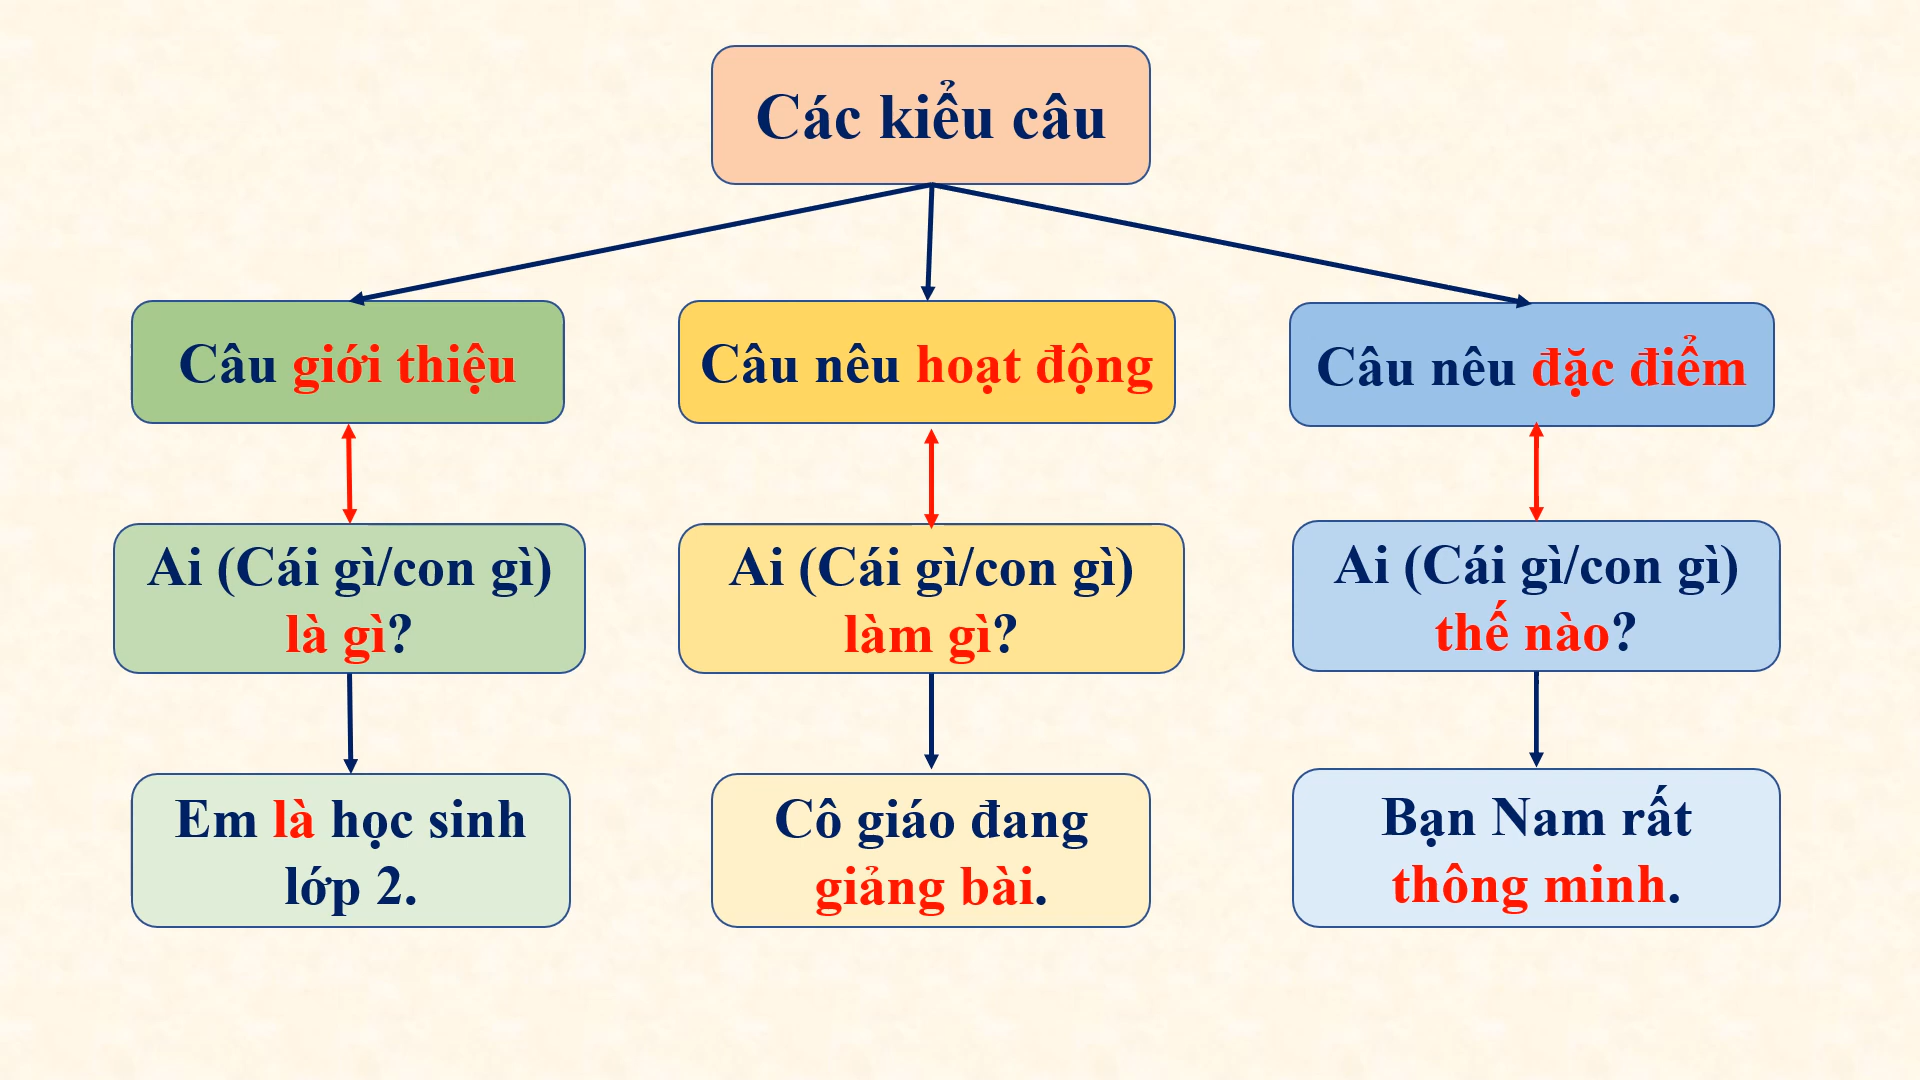 Các kiểu câu
Câu giới thiệu
Câu nêu hoạt động
Câu nêu đặc điểm
Ai (Cái gì/con gì)
là gì?
Ai (Cái gì/con gì)
làm gì?
Ai (Cái gì/con gì)
thế nào?
Em là học sinh
lớp 2.
Cô giáo đang
giảng bài.
Bạn Nam rất
thông minh.